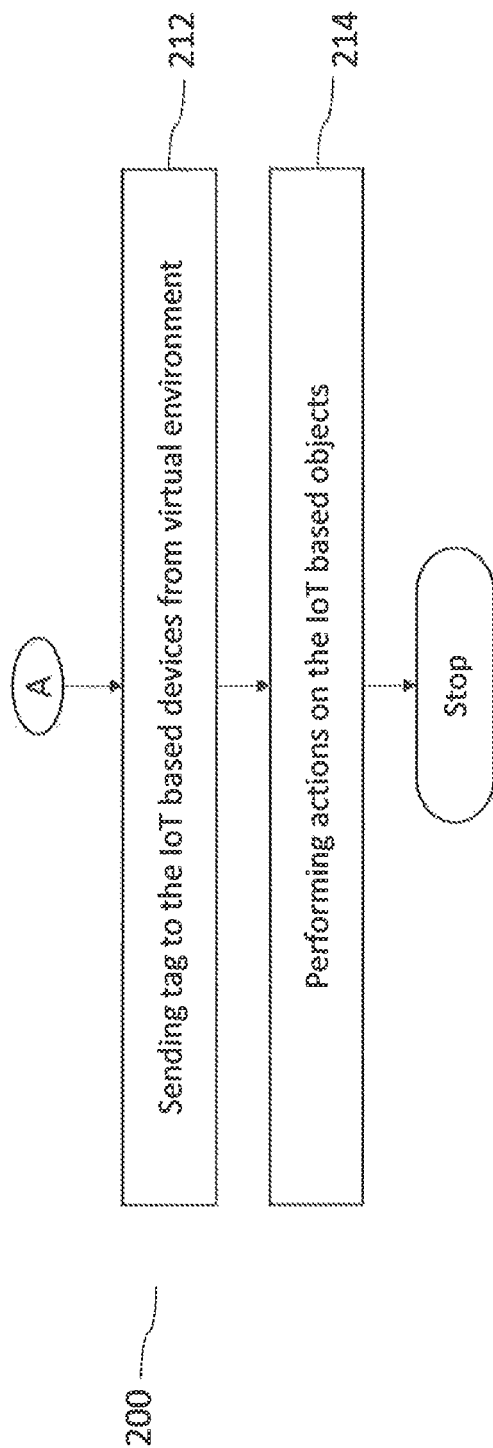 200
A
Sending tag to the IoT based devices from virtual environment
212
Performing actions on the IoT based objects
214
Stop